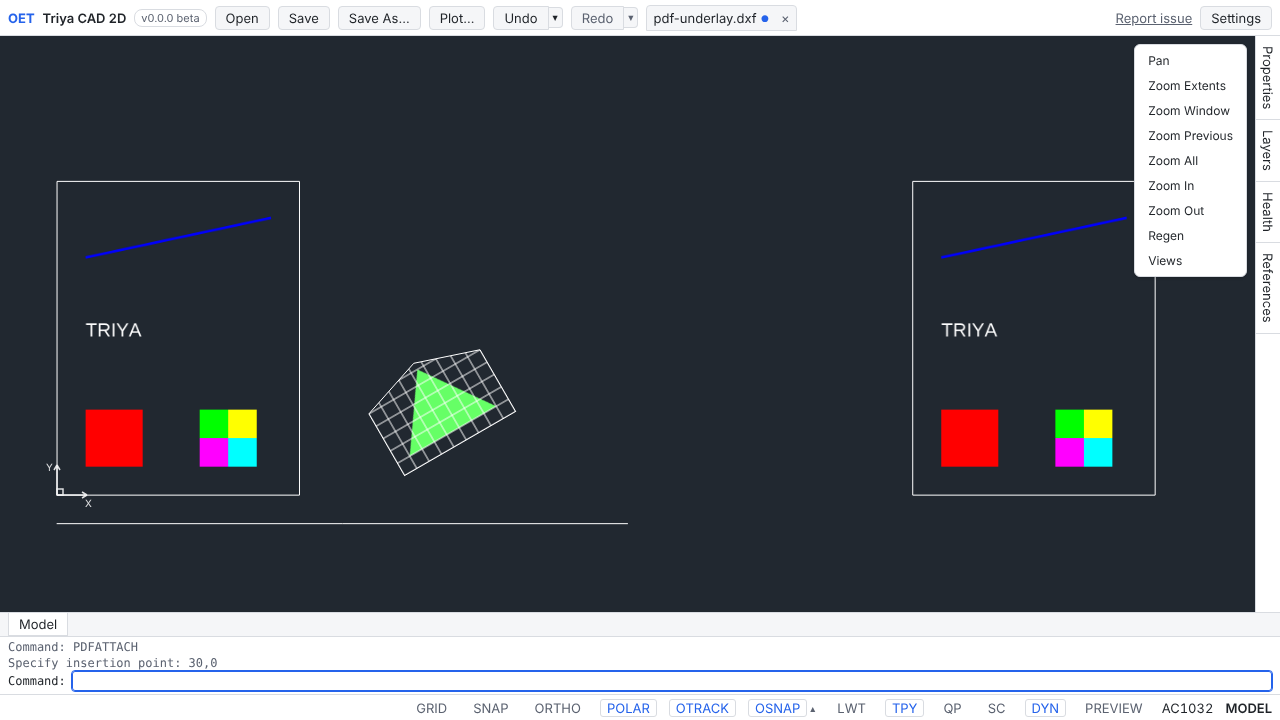 OET Triya CAD 2D v0.0.0 beta Open Save Save As... Plot... Undo ▾ Redo ▾ pdf-underlay.dxf ● × Report issue Settings
Pan
Zoom Extents
Zoom Window
Zoom Previous
Zoom All
Zoom In
Zoom Out
Regen
Views
Properties
Layers
Health
References
TRIYA
TRIYA
Y
X
Model
Command: PDFATTACH
Specify insertion point: 30,0
Command:
GRID SNAP ORTHO POLAR OTRACK OSNAP ▴ LWT TPY QP SC DYN PREVIEW AC1032 MODEL